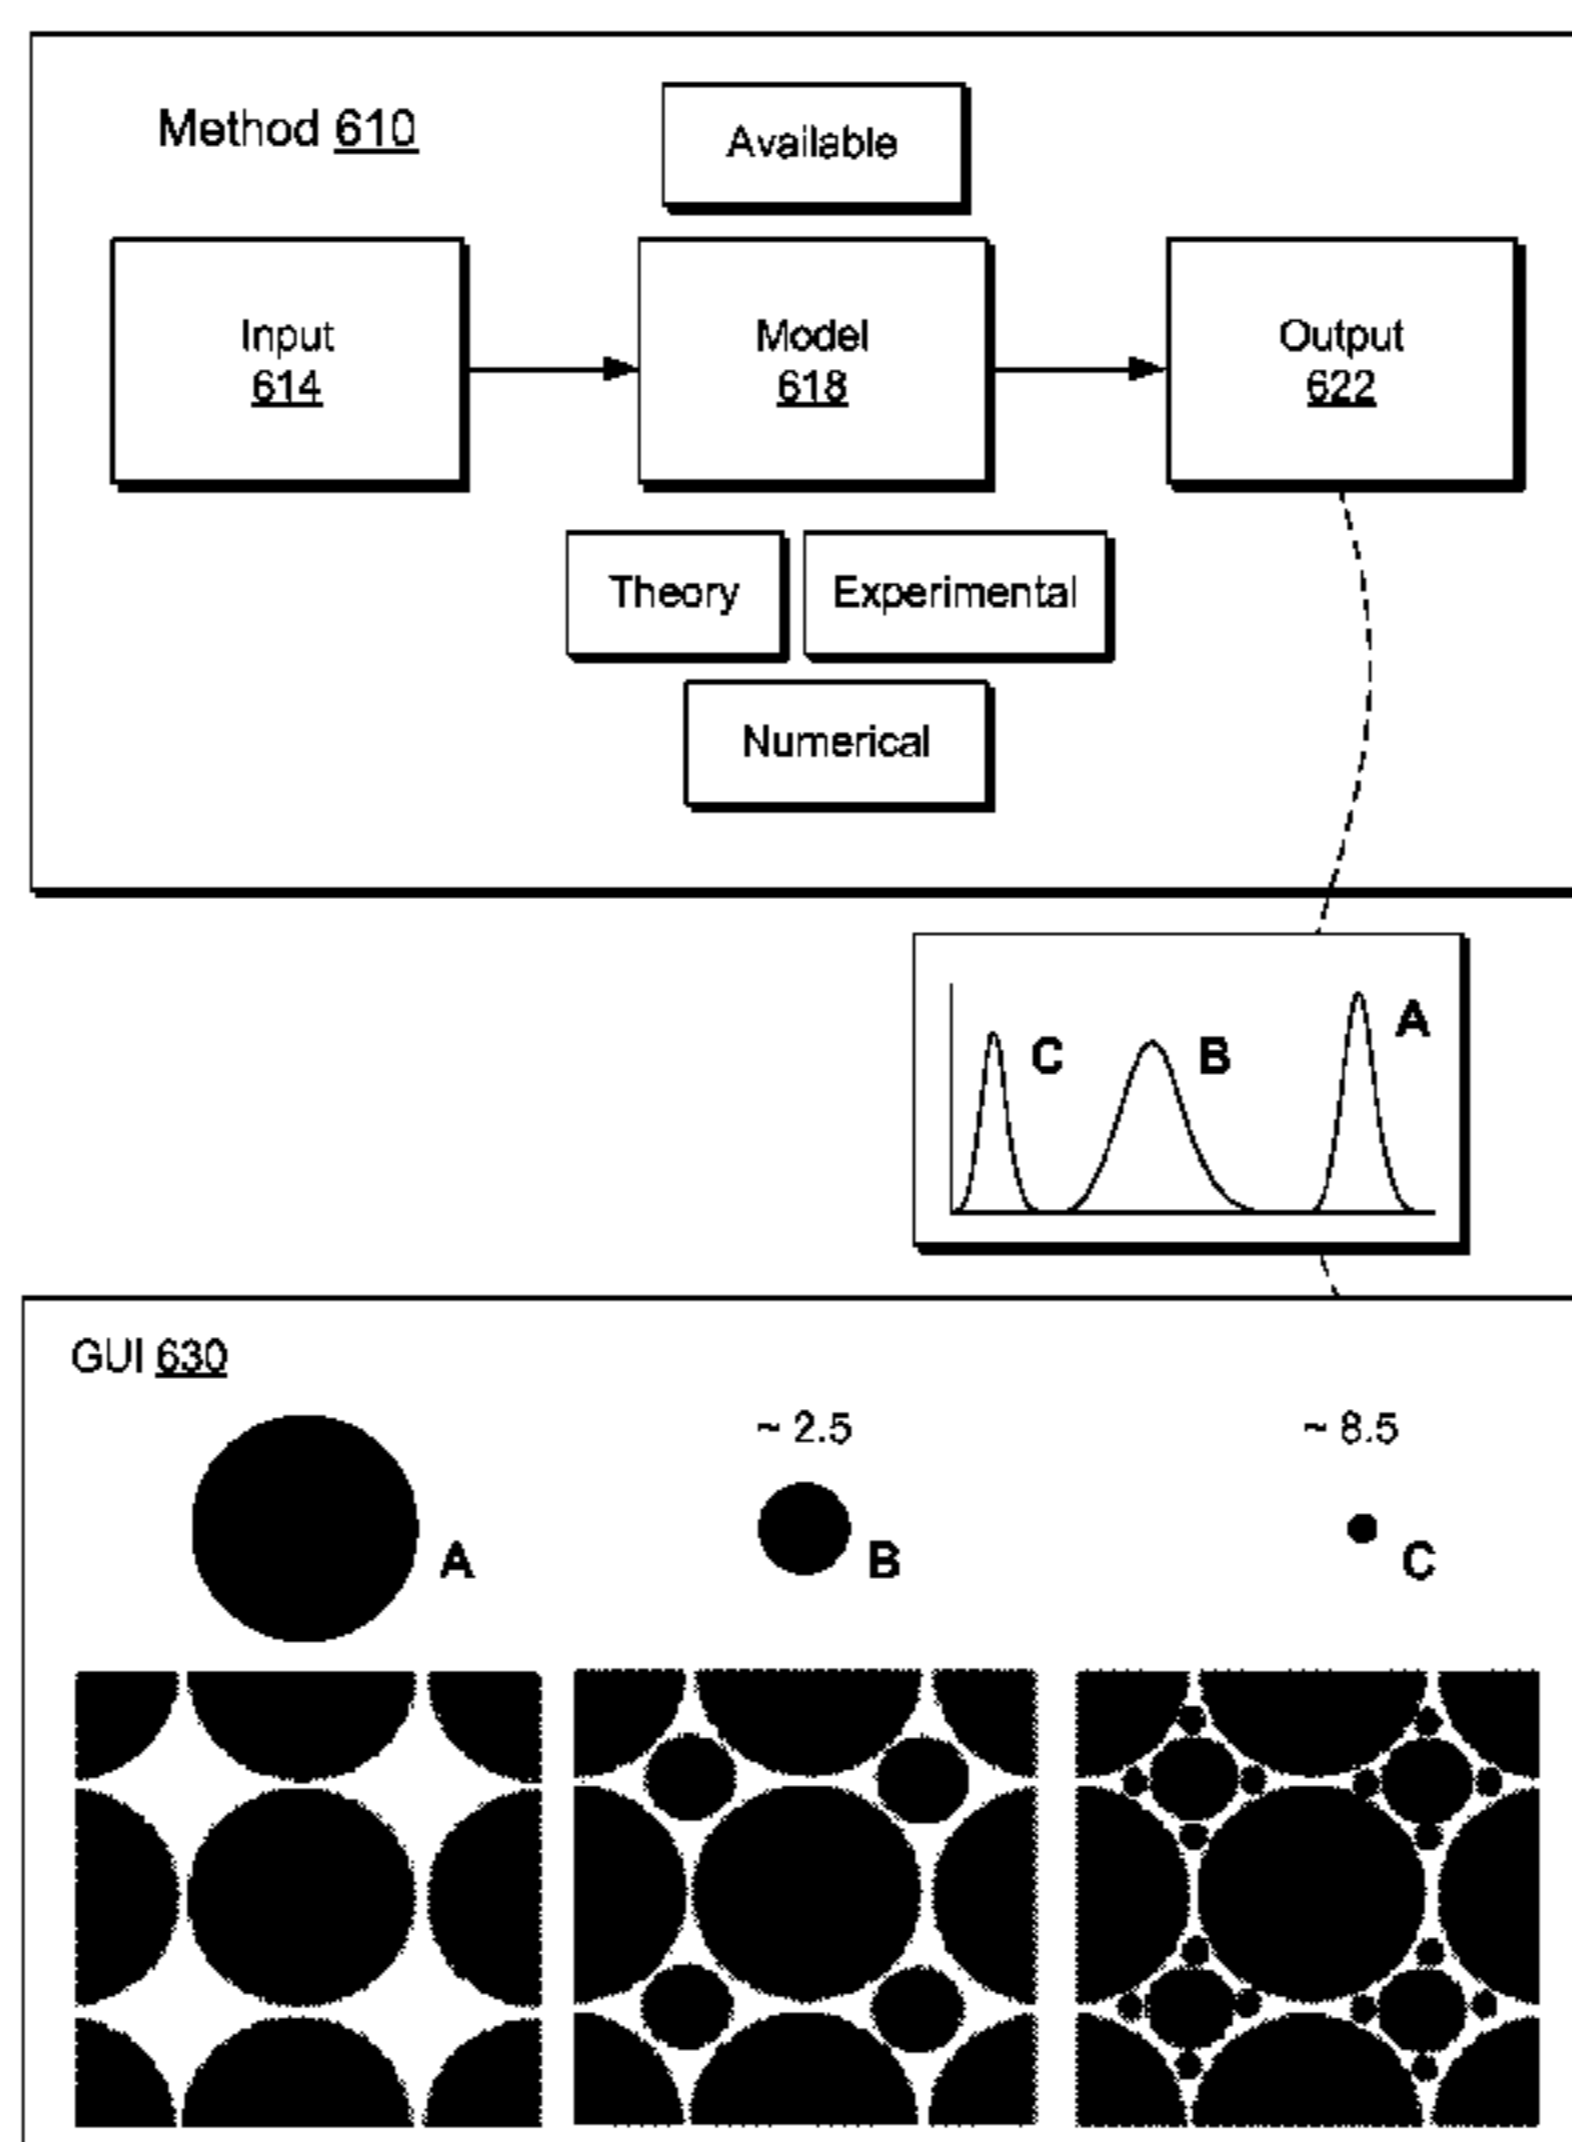 Method 610
Available
Input
614
Model
618
Output
622
Theory
Experimental
Numerical
C
B
A
GUI 630
~ 2.5
~ 8.5
A
B
C